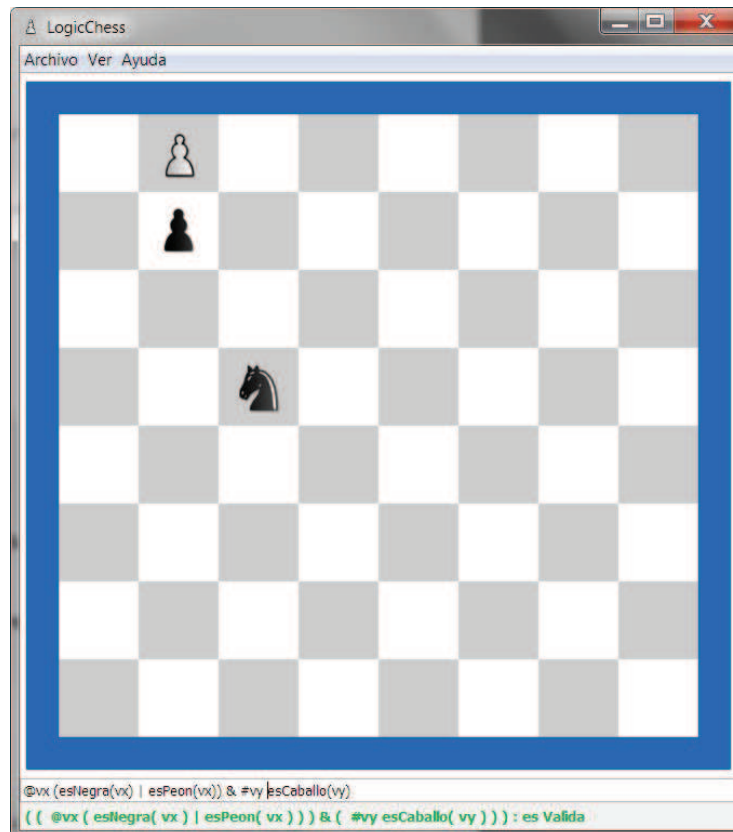 LogicChess
Archivo Ver Ayuda
@vx (esNegra(vx) | esPeon(vx)) & #vy esCaballo(vy)
( ( @vx ( esNegra( vx ) | esPeon( vx ) ) ) & ( #vy esCaballo( vy ) ) ) : es Valida